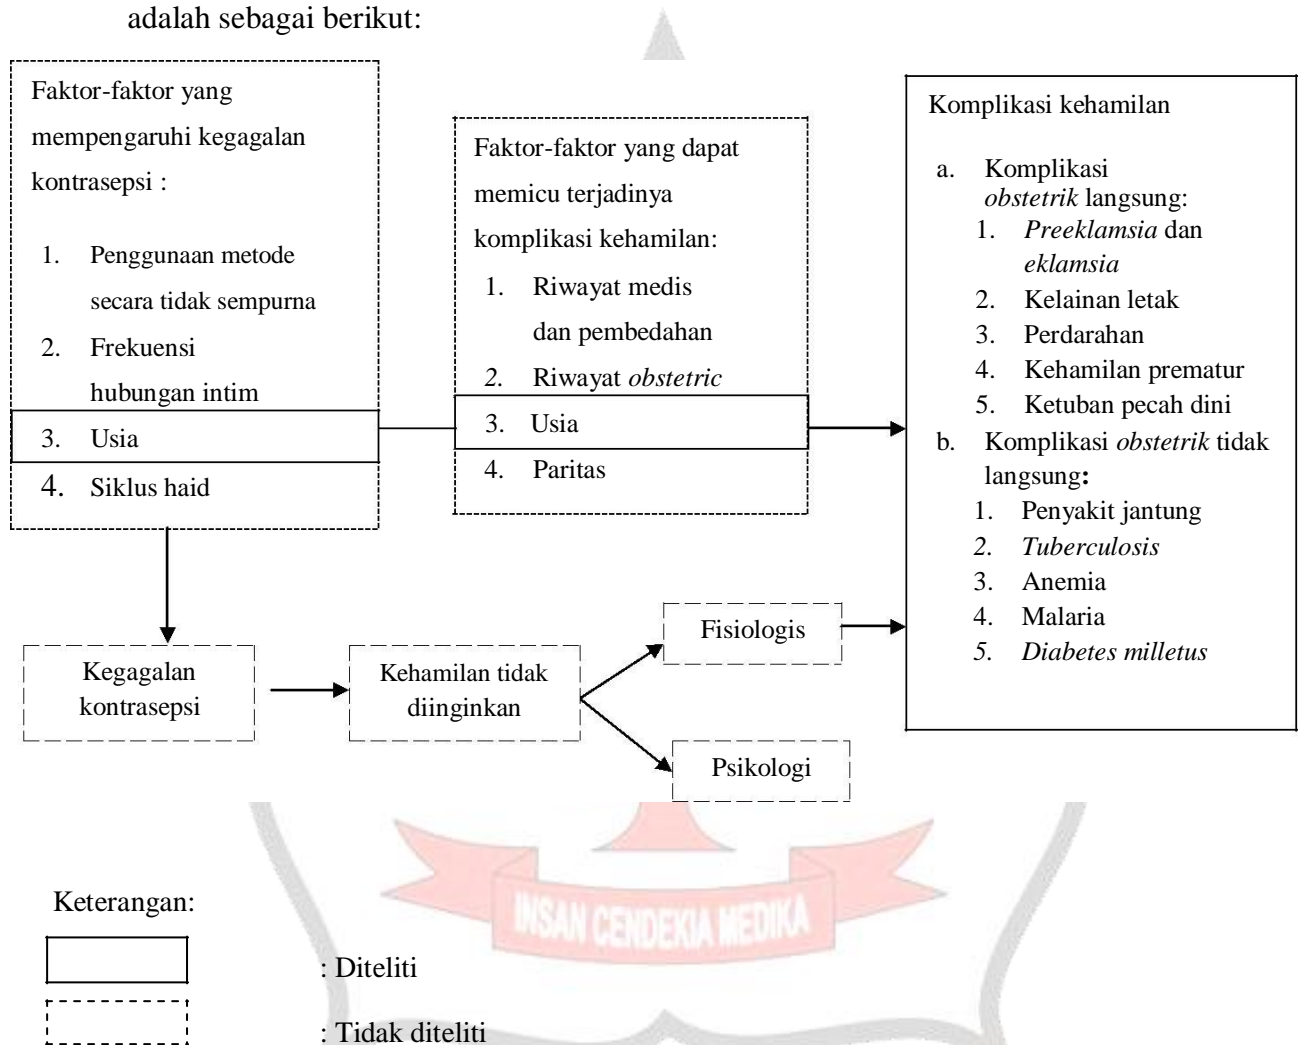 adalah sebagai berikut:
Faktor-faktor yang
mempengaruhi kegagalan
kontrasepsi :
1. Penggunaan metode
secara tidak sempurna
2. Frekuensi
hubungan intim
3. Usia
4. Siklus haid
Faktor-faktor yang dapat
memicu terjadinya
komplikasi kehamilan:
1. Riwayat medis
dan pembedahan
2. Riwayat obstetric
3. Usia
4. Paritas
Komplikasi kehamilan
a. Komplikasi
obstetrik langsung:
1. Preeklamsia dan
eklamsia
2. Kelainan letak
3. Perdarahan
4. Kehamilan prematur
5. Ketuban pecah dini
b. Komplikasi obstetrik tidak
langsung:
1. Penyakit jantung
2. Tuberculosis
3. Anemia
4. Malaria
5. Diabetes milletus
Kegagalan
kontrasepsi
Kehamilan tidak
diinginkan
Fisiologis
Psikologi
INSAN CENDEKIA MEDIKA
Keterangan:
: Diteliti
: Tidak diteliti